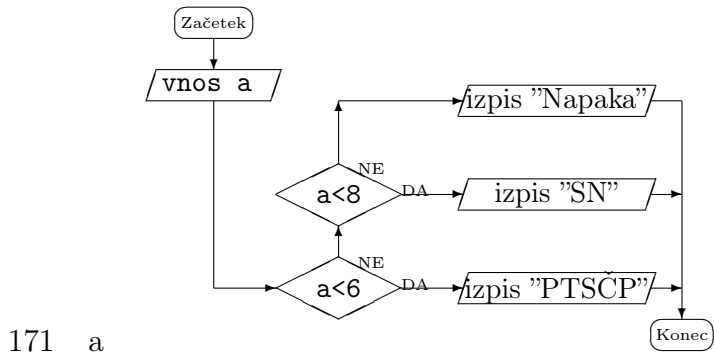 Začetek
vnos a
izpis "Napaka"
NE
a<8
DA
izpis "SN"
NE
a<6
DA
izpis "PTSČP"
171 a
Konec